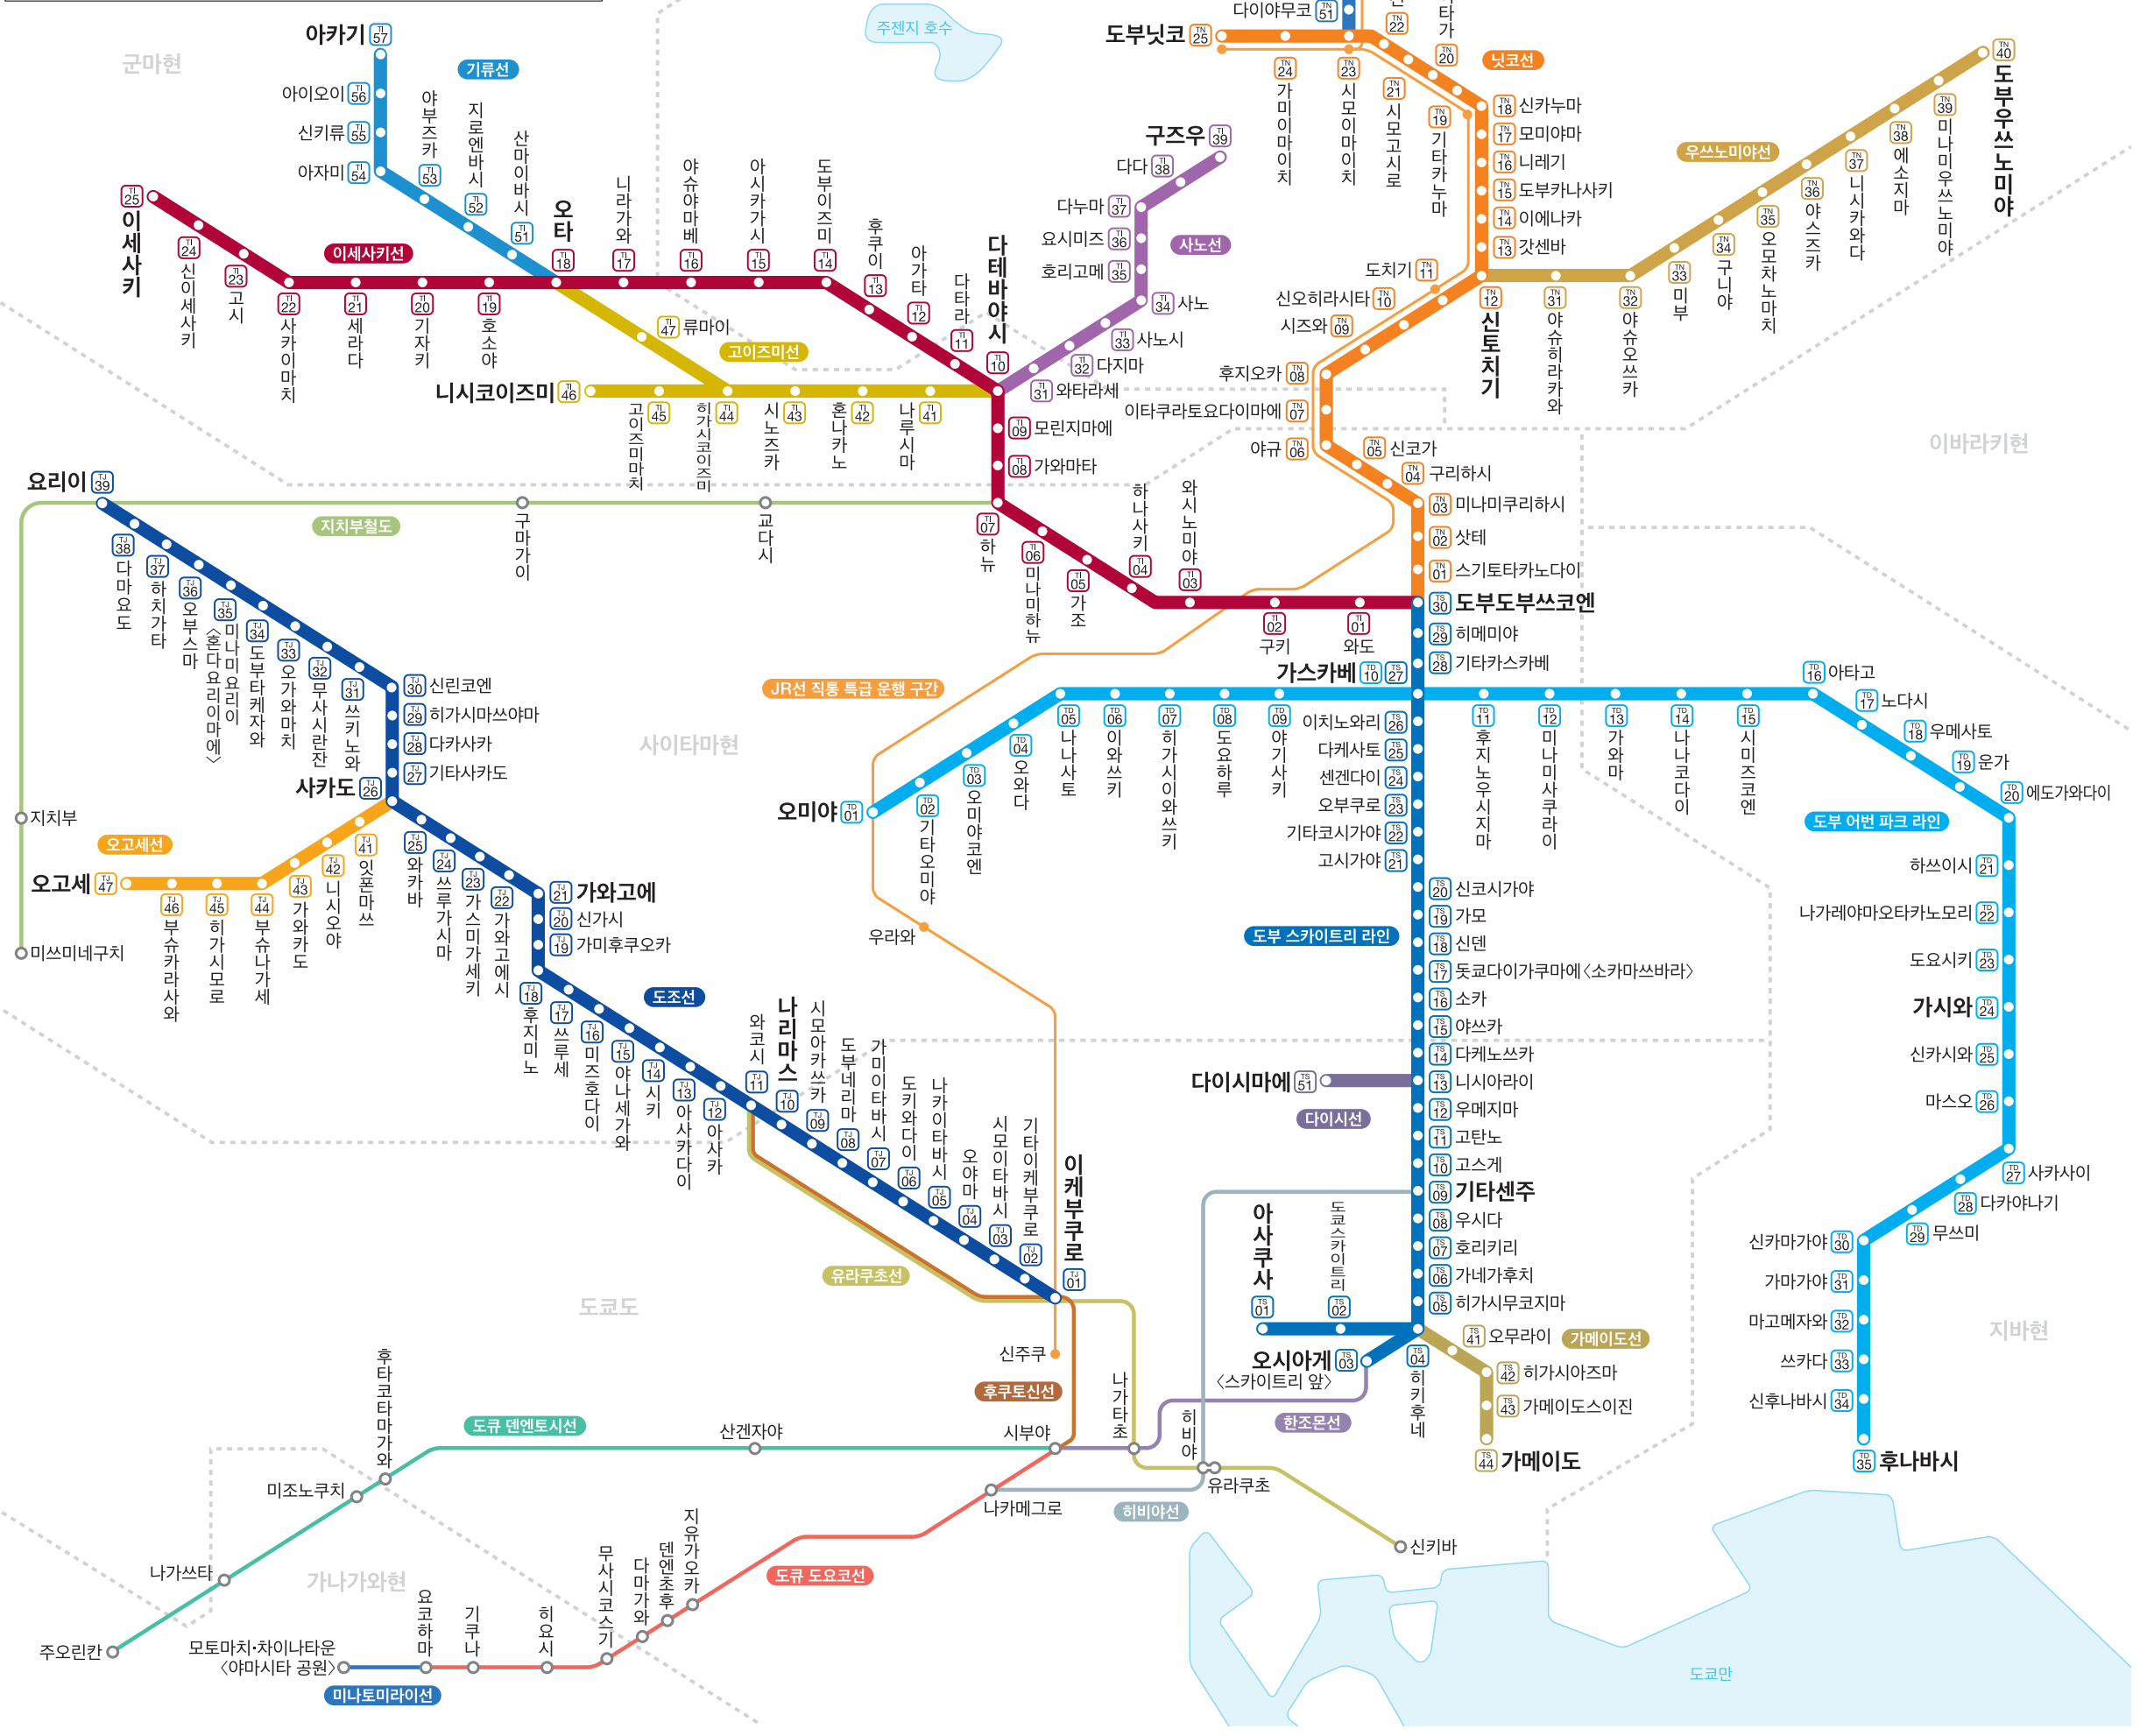 군마현
주젠지 호수
이바라키현
사이타마현
도쿄도
지바현
가나가와현
도쿄만
기류선
아카기 TI 57
아이오이 TI 56
신키류 TI 55
아자미 TI 54
야부즈카 TI 53
지로엔바시 TI 52
산마이바시 TI 51
이세사키선
TI 25 이세사키
TI 24 신이세사키
TI 23 고시
TI 22 사카이마치
TI 21 세라다
TI 20 기자키
TI 19 호소야
오타 TI 18
니라가와 TI 17
야슈야마베 TI 16
아시카가시 TI 15
도부이즈미 TI 14
후쿠이 TI 13
아가타 TI 12
다타라 TI 11
다테바야시 TI 10
TI 09 모린지마에
TI 08 가와마타
TI 07 하뉴
TI 06 미나미하뉴
TI 05 가조
하나사키 TI 04
와시노미야 TI 03
TI 02 구키
TI 01 와도
고이즈미선
TI 47 류마이
니시코이즈미 TI 46
TI 45 고이즈미마치
TI 44 히가시코이즈미
TI 43 시노즈카
TI 42 혼나카노
TI 41 나루시마
사노선
구즈우 TI 39
다다 TI 38
다누마 TI 37
요시미즈 TI 36
호리고메 TI 35
TI 34 사노
TI 33 사노시
TI 32 다지마
TI 31 와타라세
닛코선
다이야무코 TN 51
도부닛코 TN 25
TN 24 가미이마이치
TN 23 시모이마이치
TN 22
TN 21 시모고시로
타가 TN 20
TN 19 기타카누마
TN 18 신카누마
TN 17 모미야마
TN 16 니레기
TN 15 도부카나사키
TN 14 이에나카
TN 13 갓센바
TN 12 신토치기
도치기 TN 11
신오히라시타 TN 10
시즈와 TN 09
후지오카 TN 08
이타쿠라토요다이마에 TN 07
야규 TN 06
TN 05 신코가
TN 04 구리하시
TN 03 미나미쿠리하시
TN 02 삿테
TN 01 스기토타카노다이
우쓰노미야선
TN 40 도부우쓰노미야
TN 39 미나미우쓰노미야
TN 38 에소지마
TN 37 니시카와다
TN 36 야스즈카
TN 35 오모차노마치
TN 34 구니야
TN 33 미부
TN 32 야슈오쓰카
TN 31 야슈히라카와
지치부철도
구마가이
교다시
지치부
미쓰미네구치
요리이 TJ 39
TJ 38 다마요도
TJ 37 하치가타
TJ 36 오부스마
TJ 35 미나미요리이
〈혼다요리이마에〉
TJ 34 도부타케자와
TJ 33 오가와마치
TJ 32 무사시란잔
TJ 31 쓰키노와
TJ 30 신린코엔
TJ 29 히가시마쓰야마
TJ 28 다카사카
TJ 27 기타사카도
사카도 TJ 26
TJ 25 와카바
TJ 24 쓰루가시마
TJ 23 가스미가세키
TJ 22 가와고에시
TJ 21 가와고에
TJ 20 신가시
TJ 19 가미후쿠오카
TJ 18 후지미노
TJ 17 쓰루세
TJ 16 미즈호다이
TJ 15 야나세가와
TJ 14 시키
TJ 13 아사카다이
TJ 12 아사카
와코시 TJ 11
나리마스 TJ 10
시모아카쓰카 TJ 09
도부네리마 TJ 08
가미이타바시 TJ 07
도키와다이 TJ 06
나카이타바시 TJ 05
오야마 TJ 04
시모이타바시 TJ 03
기타이케부쿠로 TJ 02
이케부쿠로 TJ 01
도조선
오고세선
오고세 TJ 47
TJ 46 부슈카라사와
TJ 45 히가시모로
TJ 44 부슈나가세
TJ 43 가와카도
TJ 42 니시오야
TJ 41 잇폰마쓰
JR선 직통 특급 운행 구간
우라와
신주쿠
TS 30 도부도부쓰코엔
TS 29 히메미야
TS 28 기타카스카베
가스카베 TD 10 TS 27
이치노와리 TS 26
다케사토 TS 25
센겐다이 TS 24
오부쿠로 TS 23
기타코시가야 TS 22
고시가야 TS 21
TS 20 신코시가야
TS 19 가모
TS 18 신덴
TS 17 돗쿄다이가쿠마에〈소카마쓰바라〉
TS 16 소카
TS 15 야쓰카
TS 14 다케노쓰카
TS 13 니시아라이
TS 12 우메지마
TS 11 고탄노
TS 10 고스게
TS 09 기타센주
TS 08 우시다
TS 07 호리키리
TS 06 가네가후치
TS 05 히가시무코지마
TS 04 히키후네
오시아게 TS 03
〈스카이트리 앞〉
도쿄스카이트리 TS 02
아사쿠사 TS 01
도부 스카이트리 라인
다이시마에 TS 51
다이시선
TS 41 오무라이
가메이도선
TS 42 히가시아즈마
TS 43 가메이도스이진
TS 44 가메이도
오미야 TD 01
TD 02 기타오미야
TD 03 오미야코엔
TD 04 오와다
TD 05 나나사토
TD 06 이와쓰키
TD 07 히가시이와쓰키
TD 08 도요하루
TD 09 야기사키
TD 11 후지노우시지마
TD 12 미나미사쿠라이
TD 13 가와마
TD 14 나나코다이
TD 15 시미즈코엔
TD 16 아타고
TD 17 노다시
TD 18 우메사토
TD 19 운가
TD 20 에도가와다이
도부 어번 파크 라인
하쓰이시 TD 21
나가레야마오타카노모리 TD 22
도요시키 TD 23
가시와 TD 24
신카시와 TD 25
마스오 TD 26
TD 27 사카사이
TD 28 다카야나기
TD 29 무쓰미
신카마가야 TD 30
가마가야 TD 31
마고메자와 TD 32
쓰카다 TD 33
신후나바시 TD 34
TD 35 후나바시
유라쿠초선
후쿠토신선
한조몬선
히비야선
나가타초
히비야
유라쿠초
신키바
시부야
나카메구로
도큐 덴엔토시선
산겐자야
후타코타마가와
미조노쿠치
나가쓰타
주오린칸
도큐 도요코선
지유가오카
덴엔초후
다마가와
무사시코스기
히요시
기쿠나
요코하마
모토마치·차이나타운
〈야마시타 공원〉
미나토미라이선